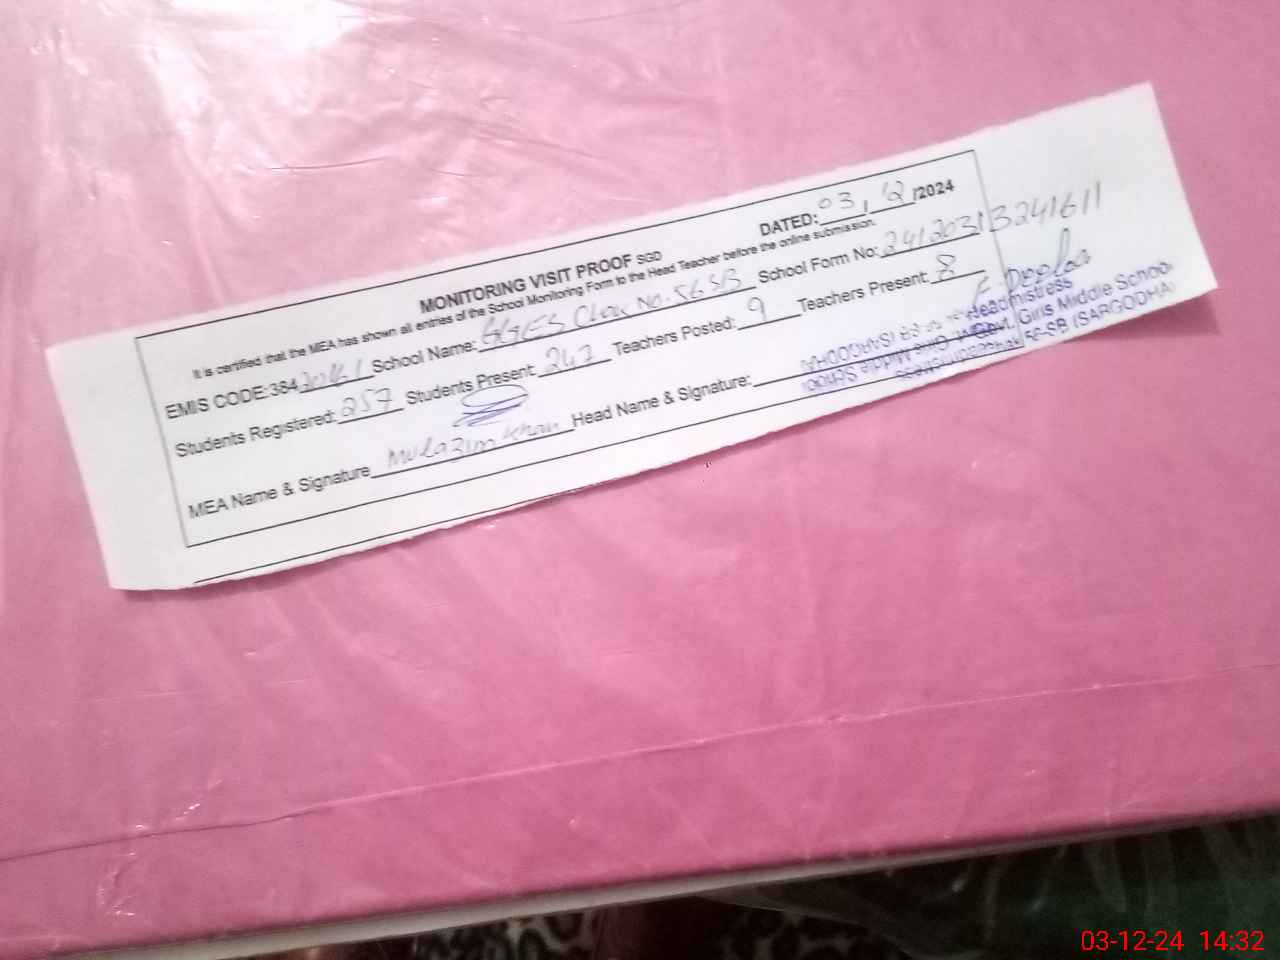 MONITORING VISIT PROOF SGD
DATED: 03/12/2024
It is certified that the MEA has shown all entries of the School Monitoring Form to the Head Teacher before the online submission.
EMIS CODE:384 School Name: GGES Chak No. 56 SB School Form No: 24120313241611
Students Registered: 257 Students Present: 247 Teachers Posted: 9 Teachers Present: 8
MEA Name & Signature Mulazim Khan Head Name & Signature:
Headmistress
Govt. Girls Middle School
56-SB (SARGODHA)
03-12-24 14:32